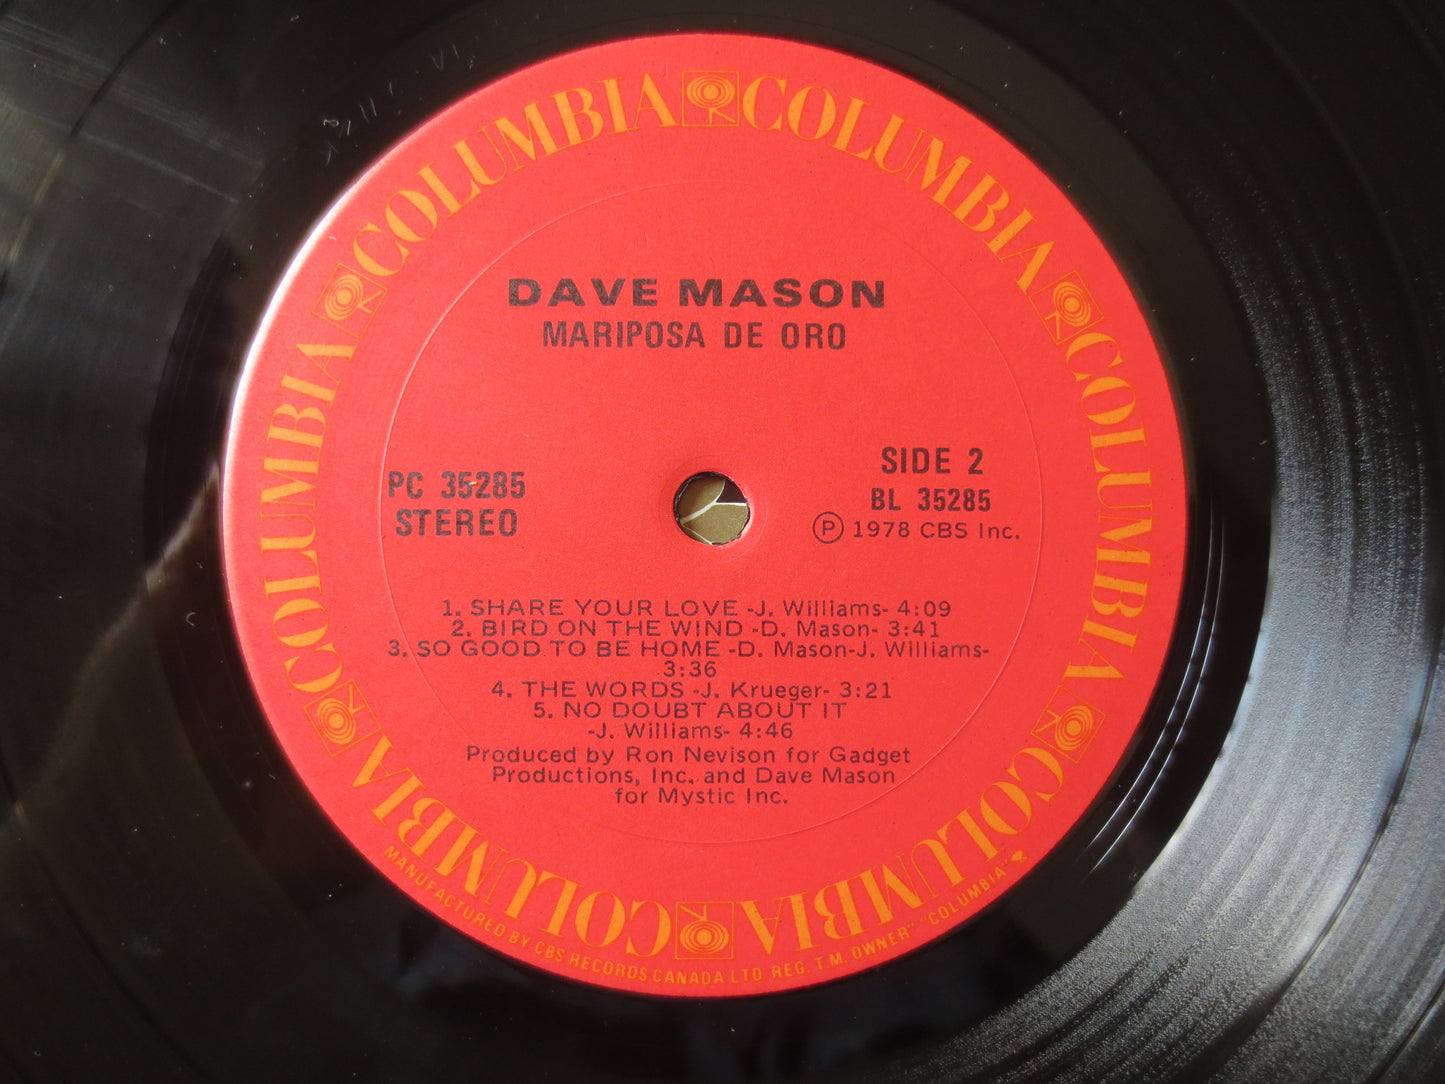 COLUMBIA COLUMBIA COLUMBIA COLUMBIA COLUMBIA COLUMBIA
DAVE MASON
MARIPOSA DE ORO
PC 35285
STEREO
SIDE 2
BL 35285
Ⓟ 1978 CBS Inc.
1. SHARE YOUR LOVE -J. Williams- 4:09
2. BIRD ON THE WIND -D. Mason- 3:41
3. SO GOOD TO BE HOME -D. Mason-J. Williams-
3:36
4. THE WORDS -J. Krueger- 3:21
5. NO DOUBT ABOUT IT
-J. Williams- 4:46
Produced by Ron Nevison for Gadget
Productions, Inc. and Dave Mason
for Mystic Inc.
MANUFACTURED BY CBS RECORDS CANADA LTD REG. T.M. OWNER "COLUMBIA"